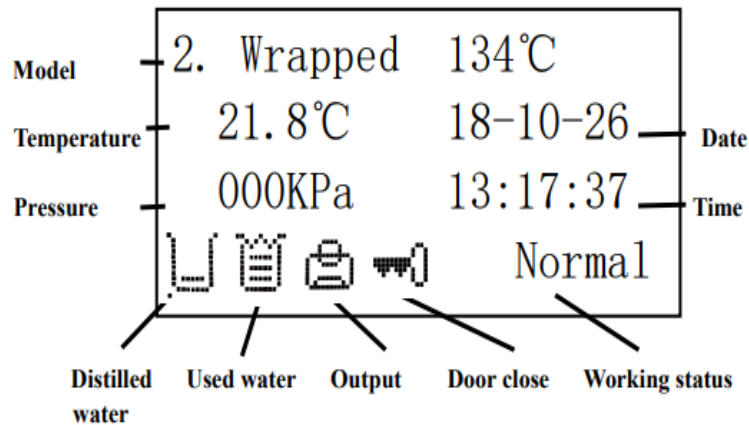 Model
2. Wrapped 134℃
Temperature
21.8℃ 18-10-26
Date
Pressure
000KPa 13:17:37
Time
Normal
Distilled water
Used water
Output
Door close
Working status